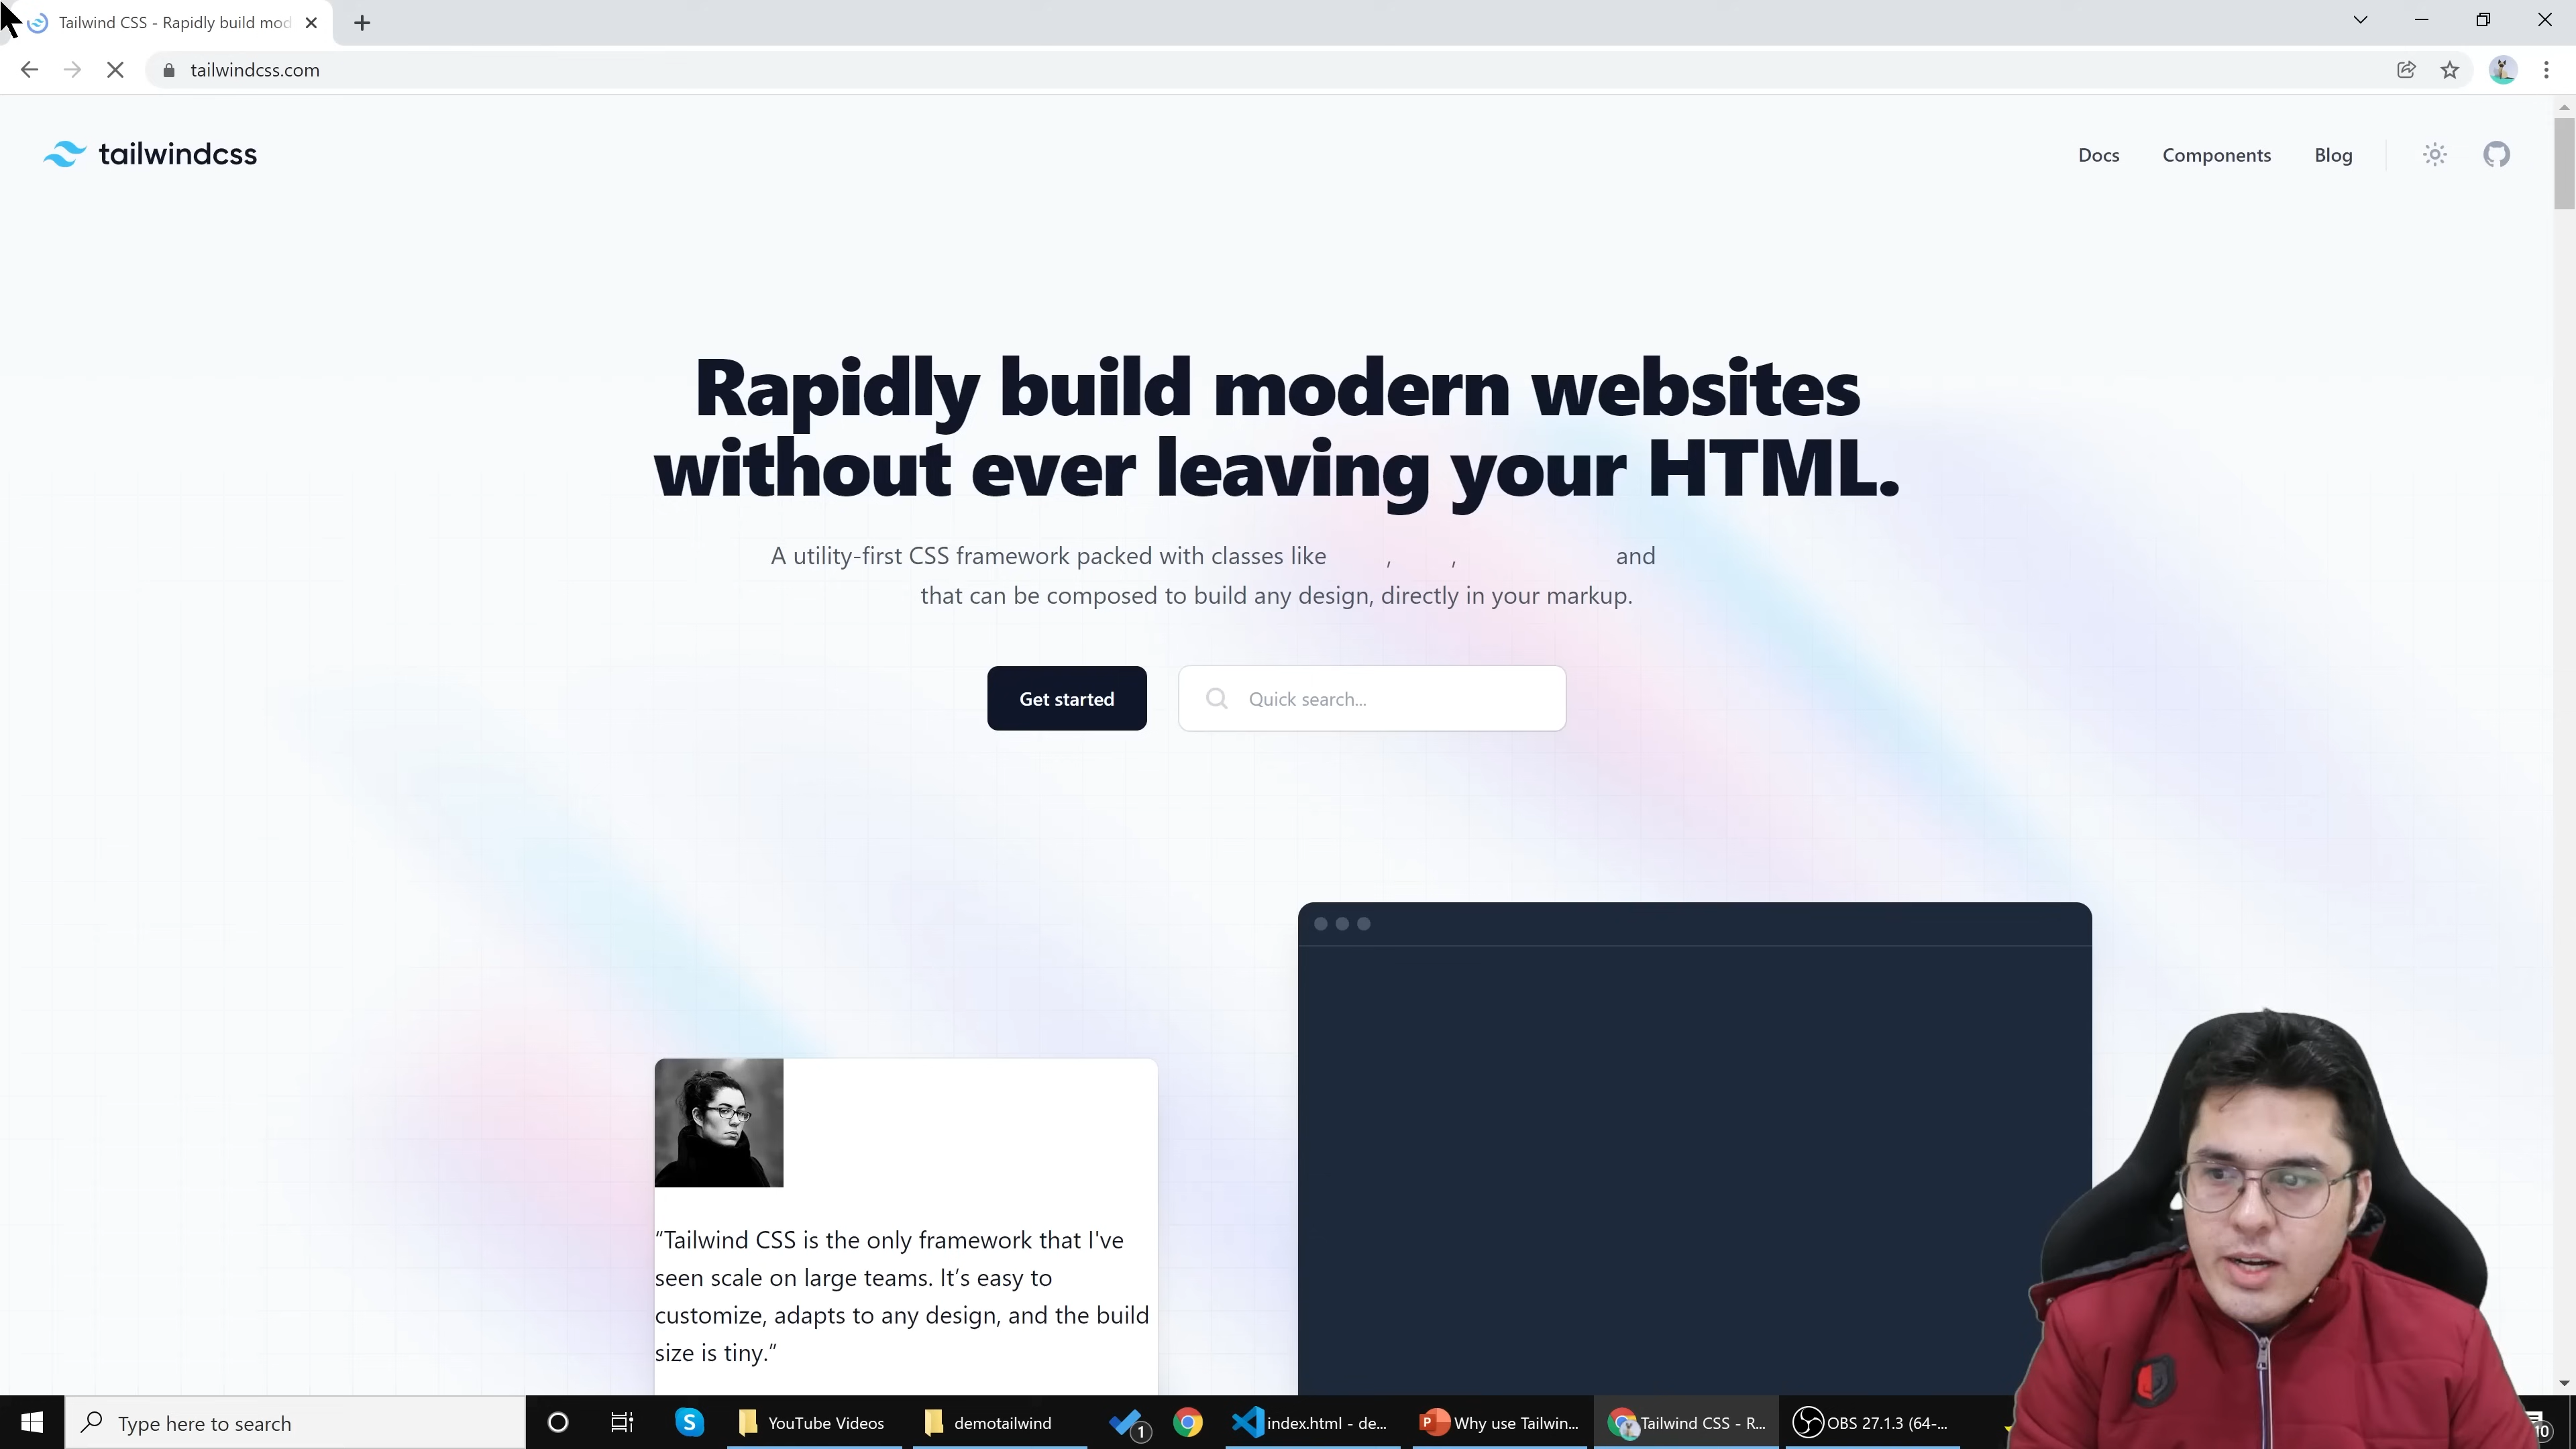 Tailwind CSS - Rapidly build mod
tailwindcss.com
tailwindcss
Docs
Components
Blog
Rapidly build modern websites
without ever leaving your HTML.
A utility-first CSS framework packed with classes like , , and
that can be composed to build any design, directly in your markup.
Get started
Quick search...
“Tailwind CSS is the only framework that I've
seen scale on large teams. It’s easy to
customize, adapts to any design, and the build
size is tiny.”
Type here to search
YouTube Videos
demotailwind
1
index.html - de...
Why use Tailwin...
Tailwind CSS - R...
OBS 27.1.3 (64-...